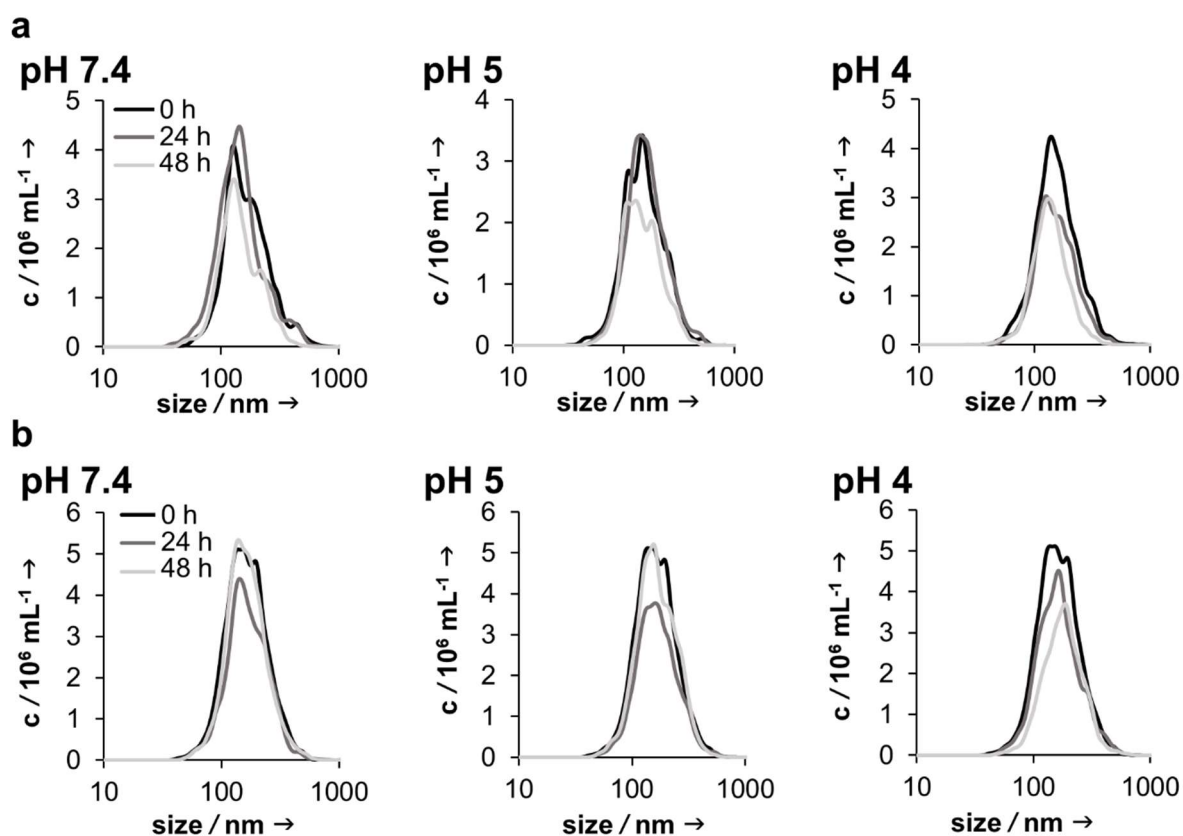 a
pH 7.4
pH 5
pH 4
c / 10⁶ mL⁻¹ →
5
4
3
2
1
0
0 h
24 h
48 h
10 100 1000
size / nm →
c / 10⁶ mL⁻¹ →
4
3
2
1
0
10 100 1000
size / nm →
c / 10⁶ mL⁻¹ →
5
4
3
2
1
0
10 100 1000
size / nm →
b
pH 7.4
pH 5
pH 4
c / 10⁶ mL⁻¹ →
6
5
4
3
2
1
0
0 h
24 h
48 h
10 100 1000
size / nm →
c / 10⁶ mL⁻¹ →
6
5
4
3
2
1
0
10 100 1000
size / nm →
c / 10⁶ mL⁻¹ →
6
5
4
3
2
1
0
10 100 1000
size / nm →